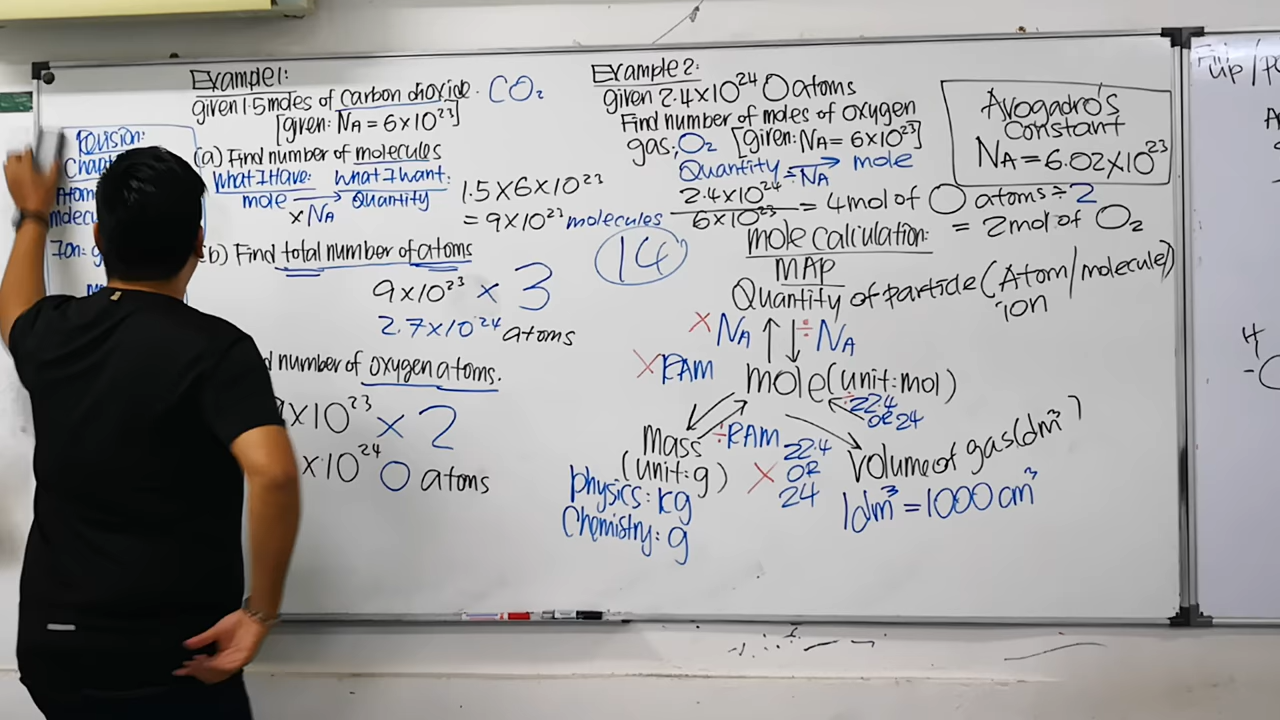 Example 1:
given 1.5 moles of carbon dioxide. CO₂
[given: NA = 6×10²³]
(a) Find number of molecules
What I Have: What I Want:
mole → Quantity
×NA
1.5×6×10²³
= 9×10²³ molecules
b) Find total number of atoms
9×10²³ × 3
2.7×10²⁴ atoms
number of oxygen atoms.
×10²³ × 2
×10²⁴ O atoms
Revision:
Example 2:
given 2.4×10²⁴ O atoms
Find number of moles of oxygen
gas, O₂ [given: NA = 6×10²³]
Quantity → mole
÷NA
2.4×10²⁴
6×10²³
= 4 mol of O atoms ÷ 2
= 2 mol of O₂
14
Avogadro's
Constant
NA = 6.02×10²³
mole calculation:
MAP
Quantity of particle (Atom/molecule)
ion
× NA ↑ ↓ ÷ NA
×RAM
mole (unit: mol)
÷22.4
OR 24
Mass
(unit: g)
÷RAM
× 22.4
OR
24
Volume of gas (dm³)
1dm³ = 1000 cm³
Physics: kg
Chemistry: g